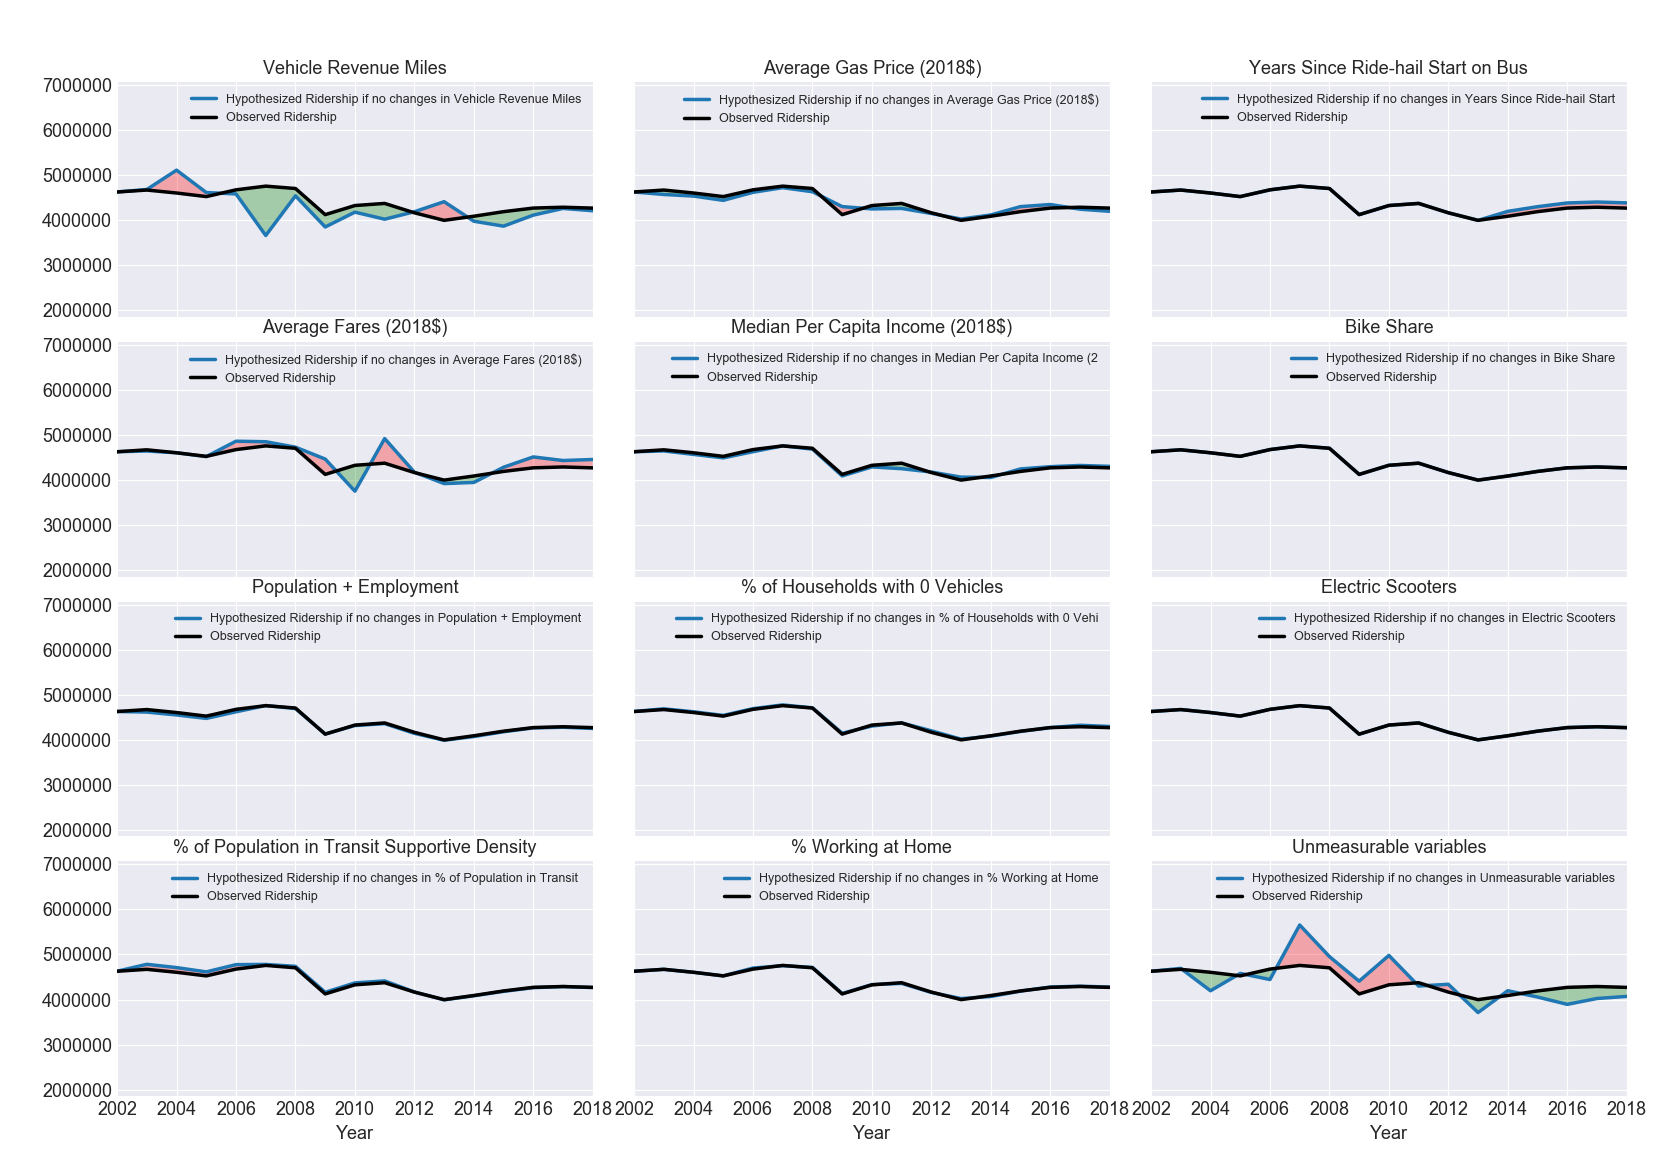 Vehicle Revenue Miles
7000000
6000000
5000000
4000000
3000000
2000000
Hypothesized Ridership if no changes in Vehicle Revenue Miles
Observed Ridership
Average Gas Price (2018$)
Hypothesized Ridership if no changes in Average Gas Price (2018$)
Observed Ridership
Years Since Ride-hail Start on Bus
Hypothesized Ridership if no changes in Years Since Ride-hail Start
Observed Ridership
Average Fares (2018$)
7000000
6000000
5000000
4000000
3000000
2000000
Hypothesized Ridership if no changes in Average Fares (2018$)
Observed Ridership
Median Per Capita Income (2018$)
Hypothesized Ridership if no changes in Median Per Capita Income (2
Observed Ridership
Bike Share
Hypothesized Ridership if no changes in Bike Share
Observed Ridership
Population + Employment
7000000
6000000
5000000
4000000
3000000
2000000
Hypothesized Ridership if no changes in Population + Employment
Observed Ridership
% of Households with 0 Vehicles
Hypothesized Ridership if no changes in % of Households with 0 Vehi
Observed Ridership
Electric Scooters
Hypothesized Ridership if no changes in Electric Scooters
Observed Ridership
% of Population in Transit Supportive Density
7000000
6000000
5000000
4000000
3000000
2000000
Hypothesized Ridership if no changes in % of Population in Transit
Observed Ridership
2002 2004 2006 2008 2010 2012 2014 2016 2018
Year
% Working at Home
Hypothesized Ridership if no changes in % Working at Home
Observed Ridership
2002 2004 2006 2008 2010 2012 2014 2016 2018
Year
Unmeasurable variables
Hypothesized Ridership if no changes in Unmeasurable variables
Observed Ridership
2002 2004 2006 2008 2010 2012 2014 2016 2018
Year